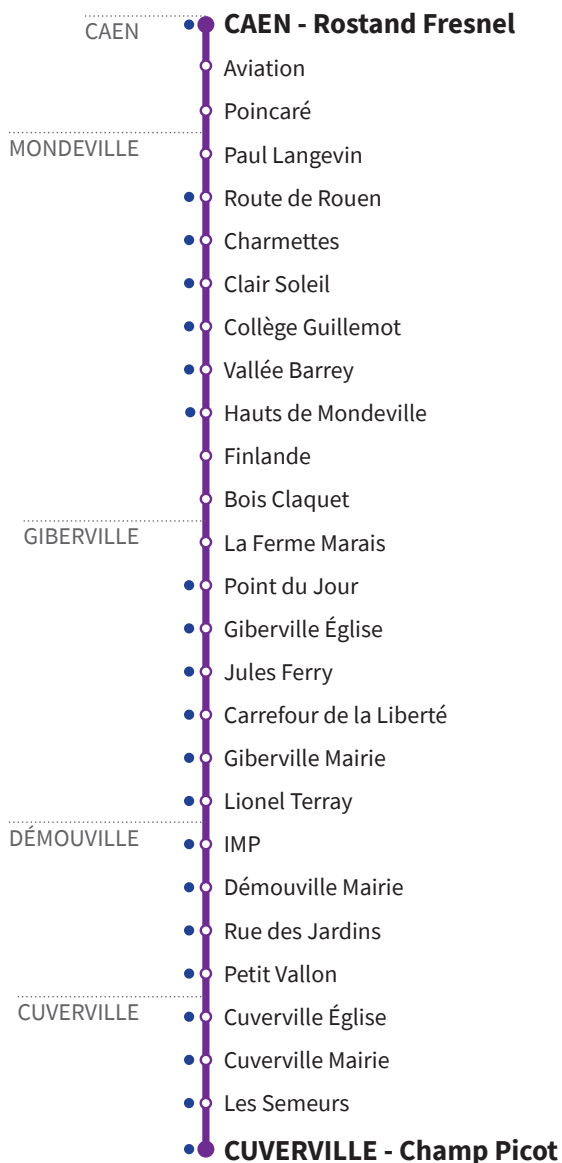 CAEN
CAEN - Rostand Fresnel
Aviation
Poincaré
MONDEVILLE
Paul Langevin
Route de Rouen
Charmettes
Clair Soleil
Collège Guillemot
Vallée Barrey
Hauts de Mondeville
Finlande
Bois Claquet
GIBERVILLE
La Ferme Marais
Point du Jour
Giberville Église
Jules Ferry
Carrefour de la Liberté
Giberville Mairie
Lionel Terray
DÉMOUVILLE
IMP
Démouville Mairie
Rue des Jardins
Petit Vallon
CUVERVILLE
Cuverville Église
Cuverville Mairie
Les Semeurs
CUVERVILLE - Champ Picot